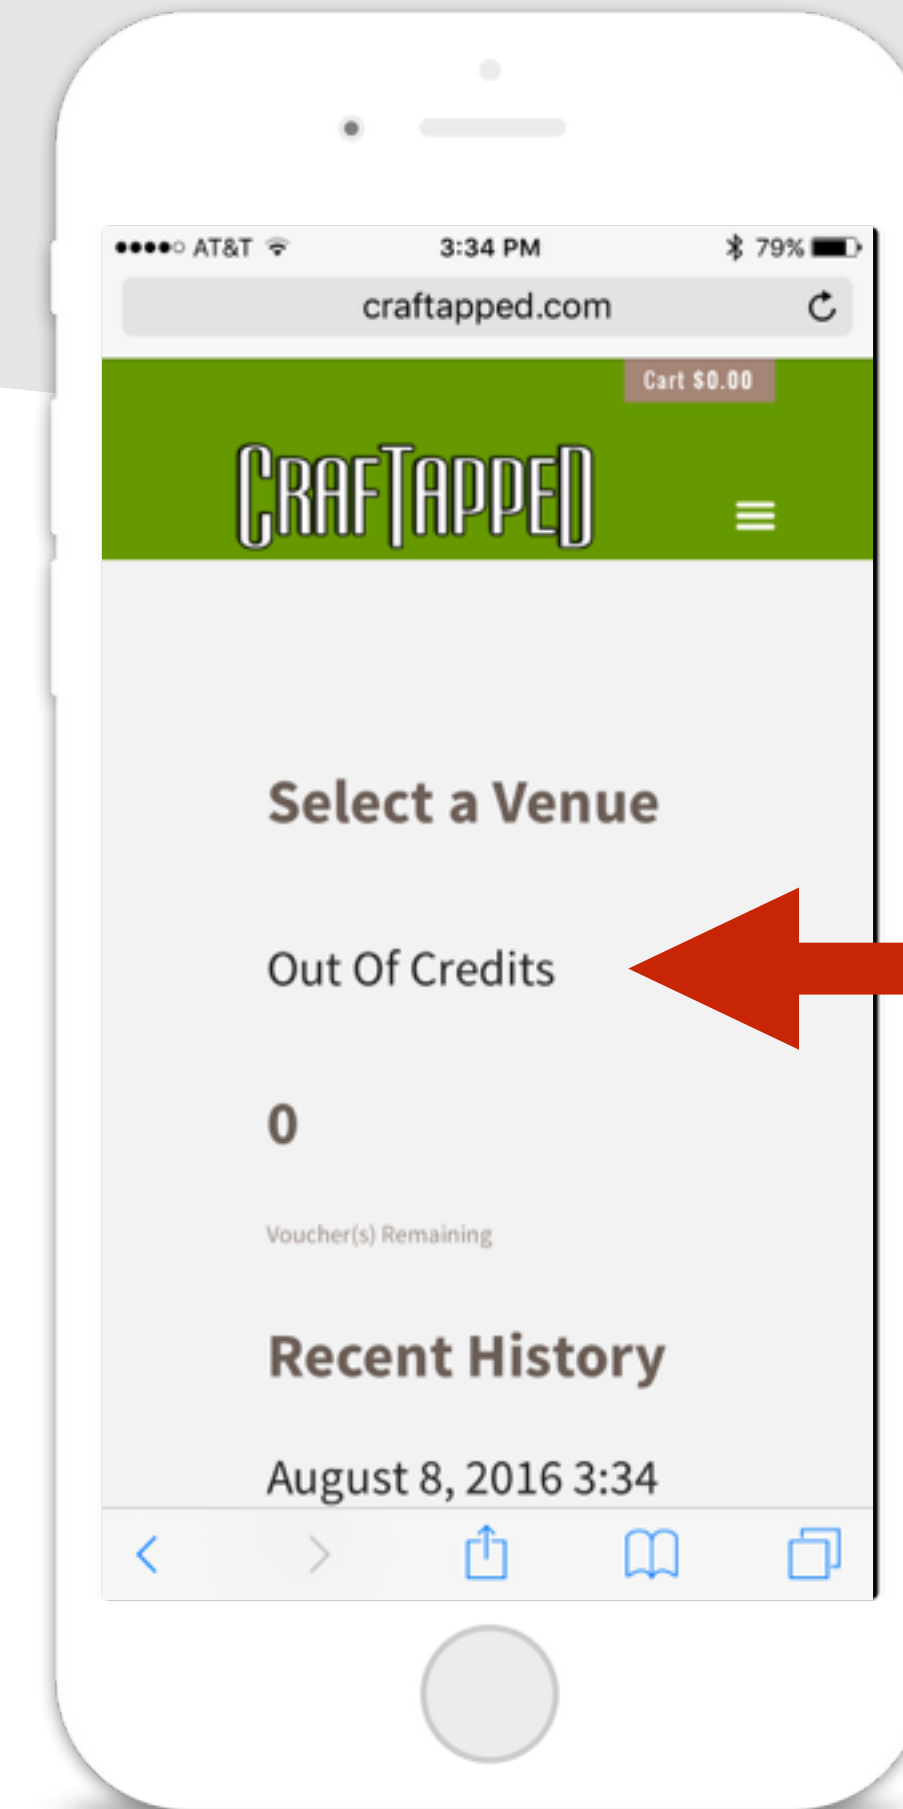 AT&T 3:34 PM 79%
craftapped.com
Cart $0.00
CRAFTAPPED
Select a Venue
Out Of Credits
0
Voucher(s) Remaining
Recent History
August 8, 2016 3:34